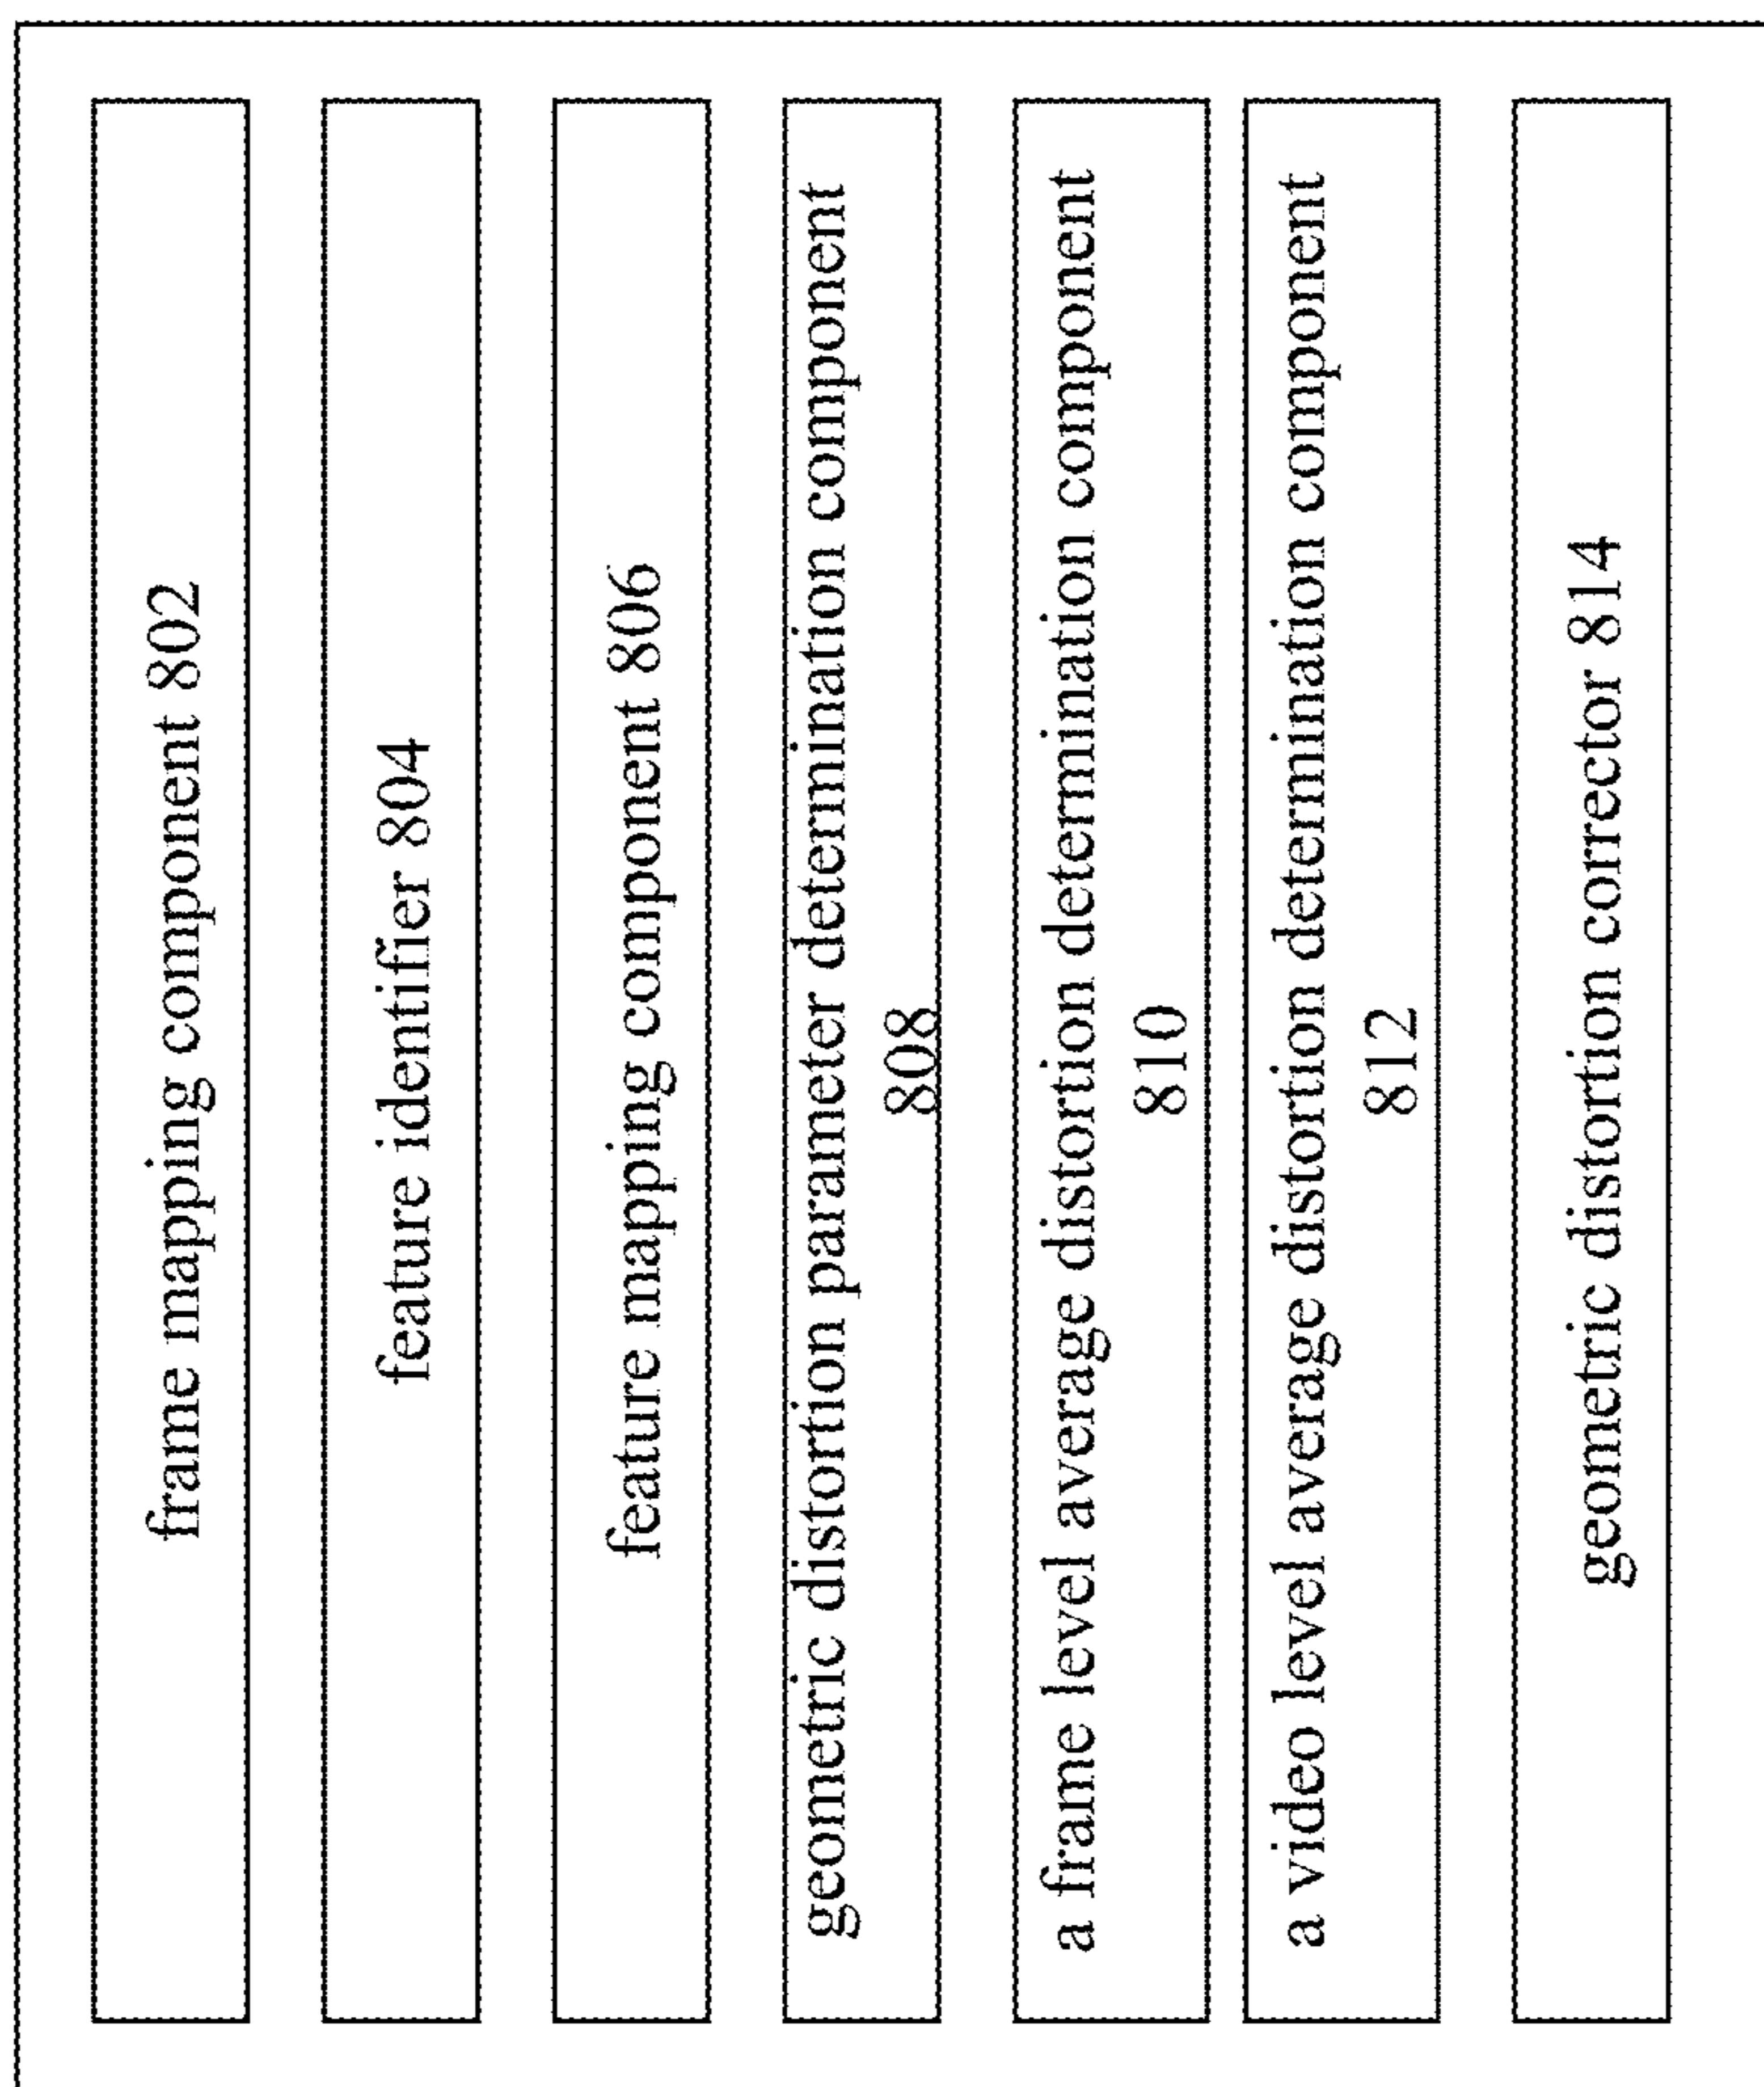 frame mapping component 802
feature identifier 804
feature mapping component 806
geometric distortion parameter determination component
808
a frame level average distortion determination component
810
a video level average distortion determination component
812
geometric distortion corrector 814